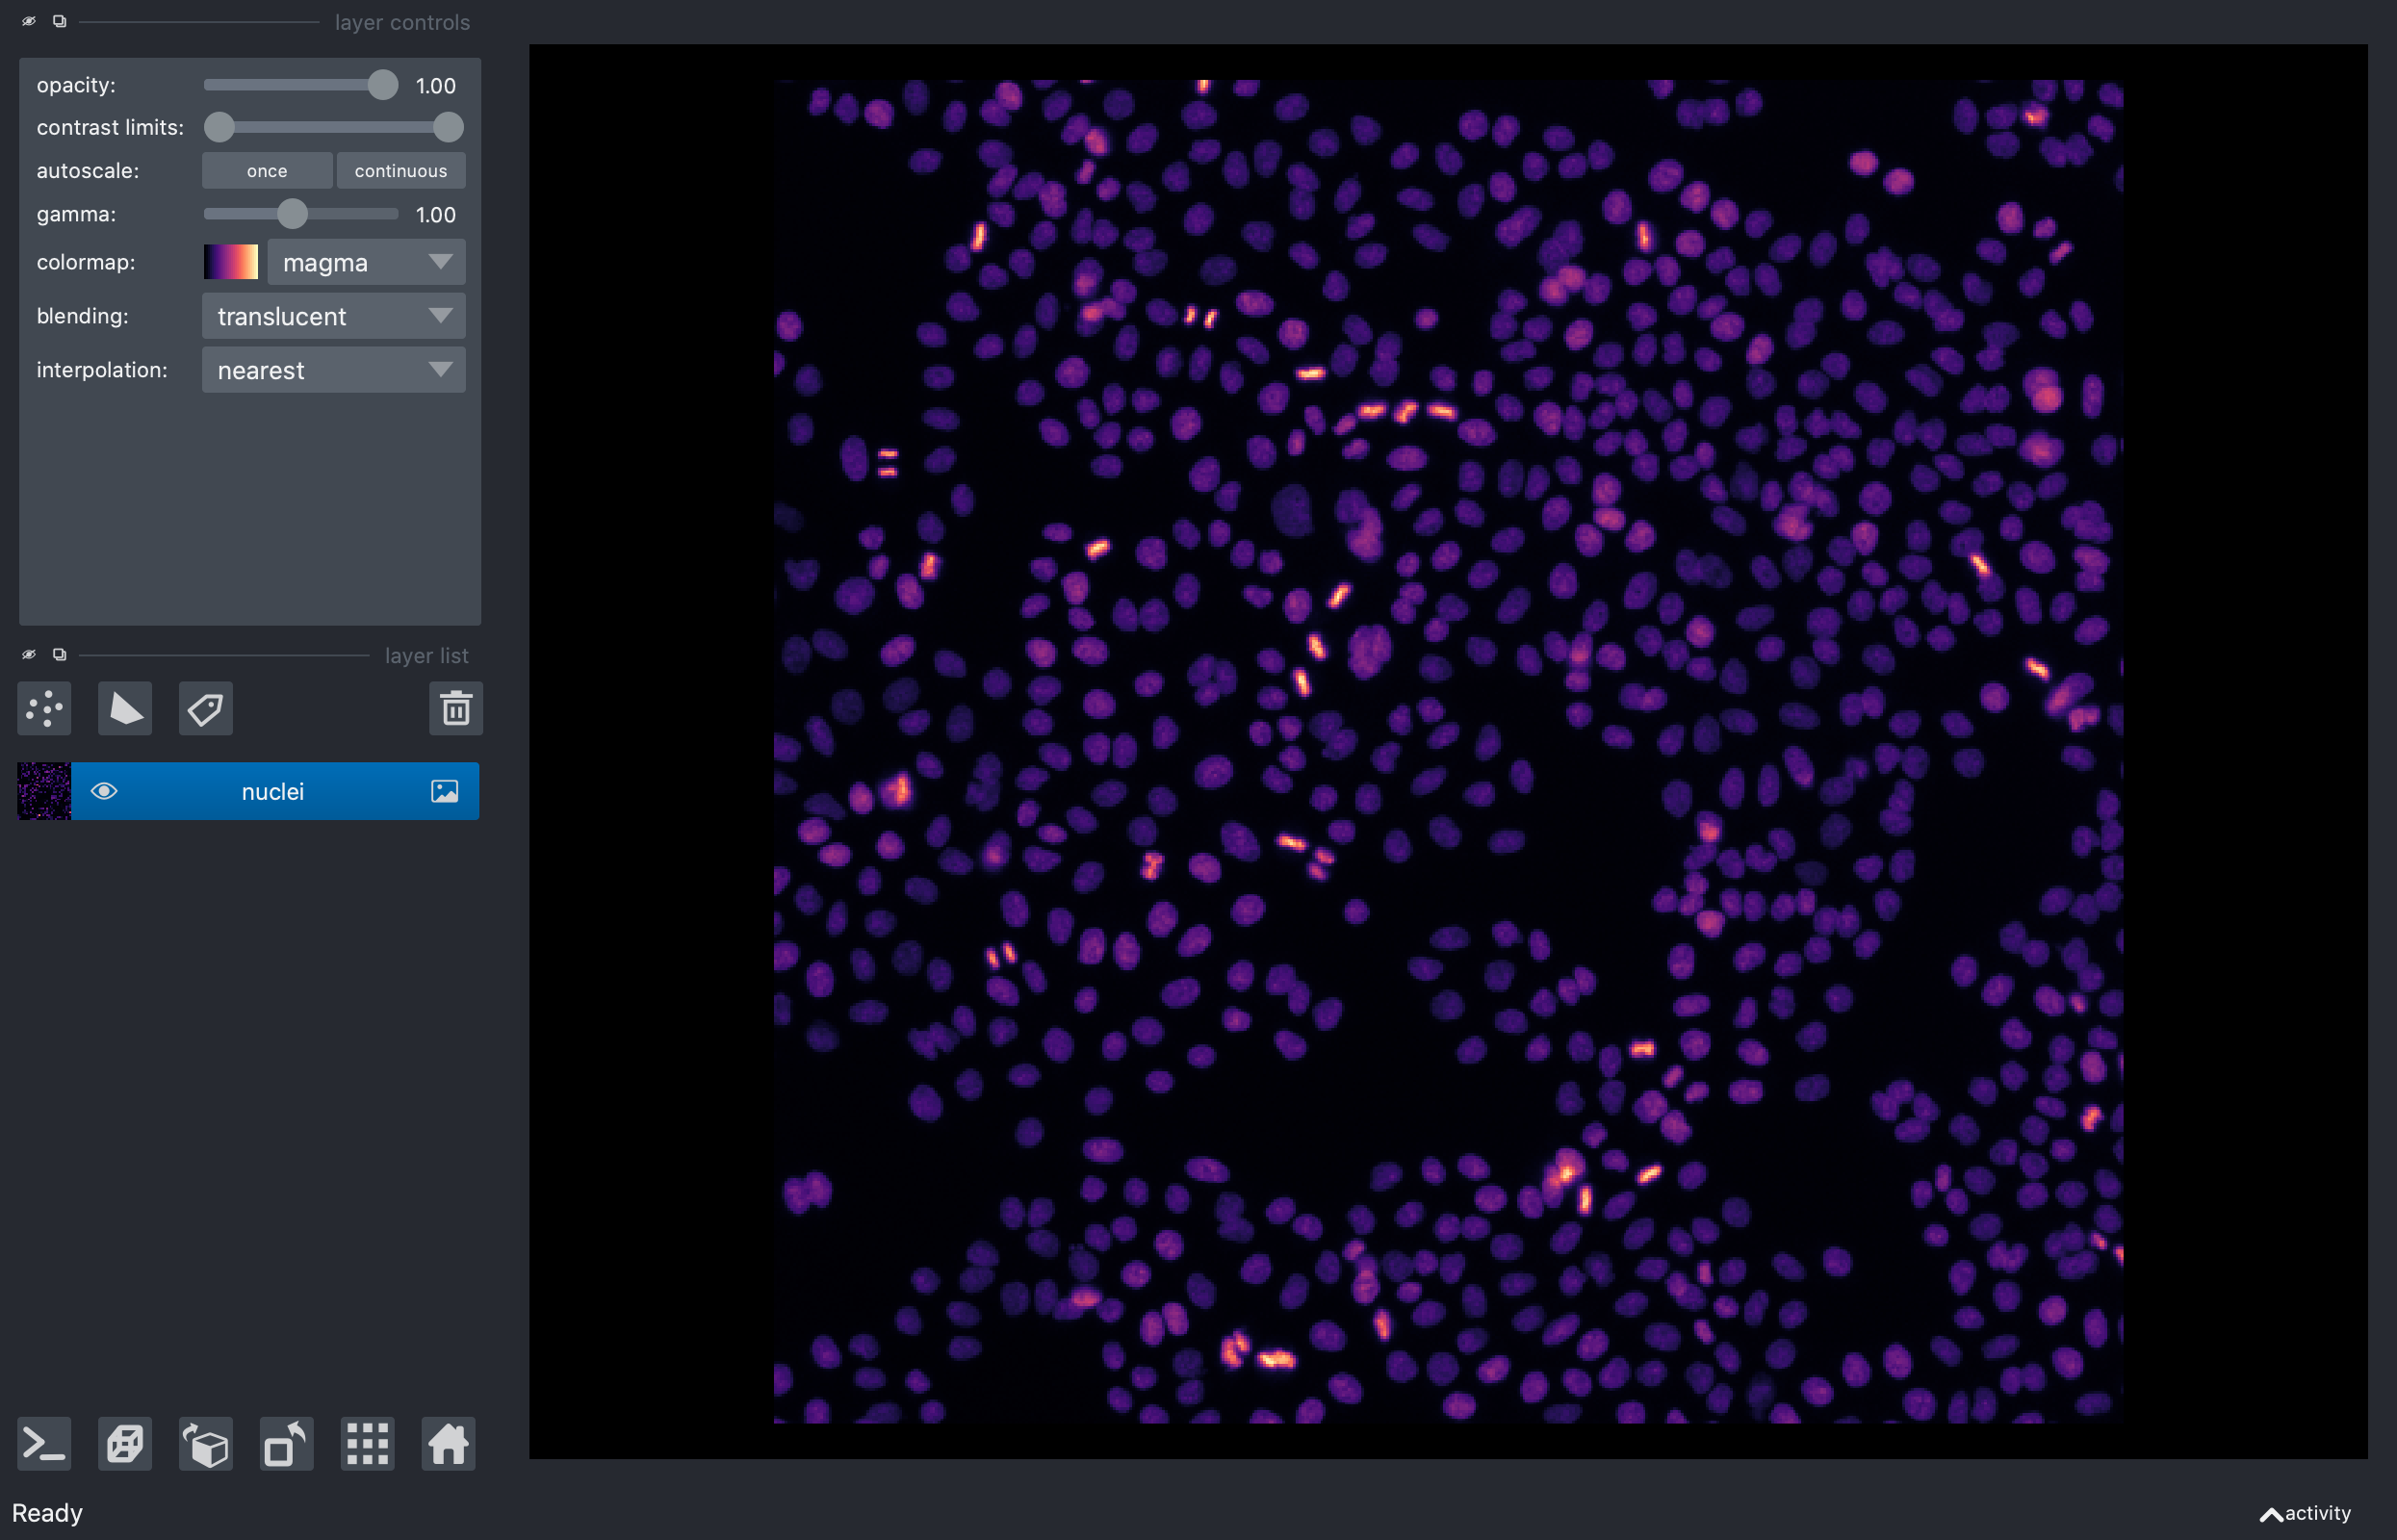 layer controls
opacity: 1.00
contrast limits:
autoscale: once continuous
gamma: 1.00
colormap: magma
blending: translucent
interpolation: nearest
layer list
nuclei
Ready
activity